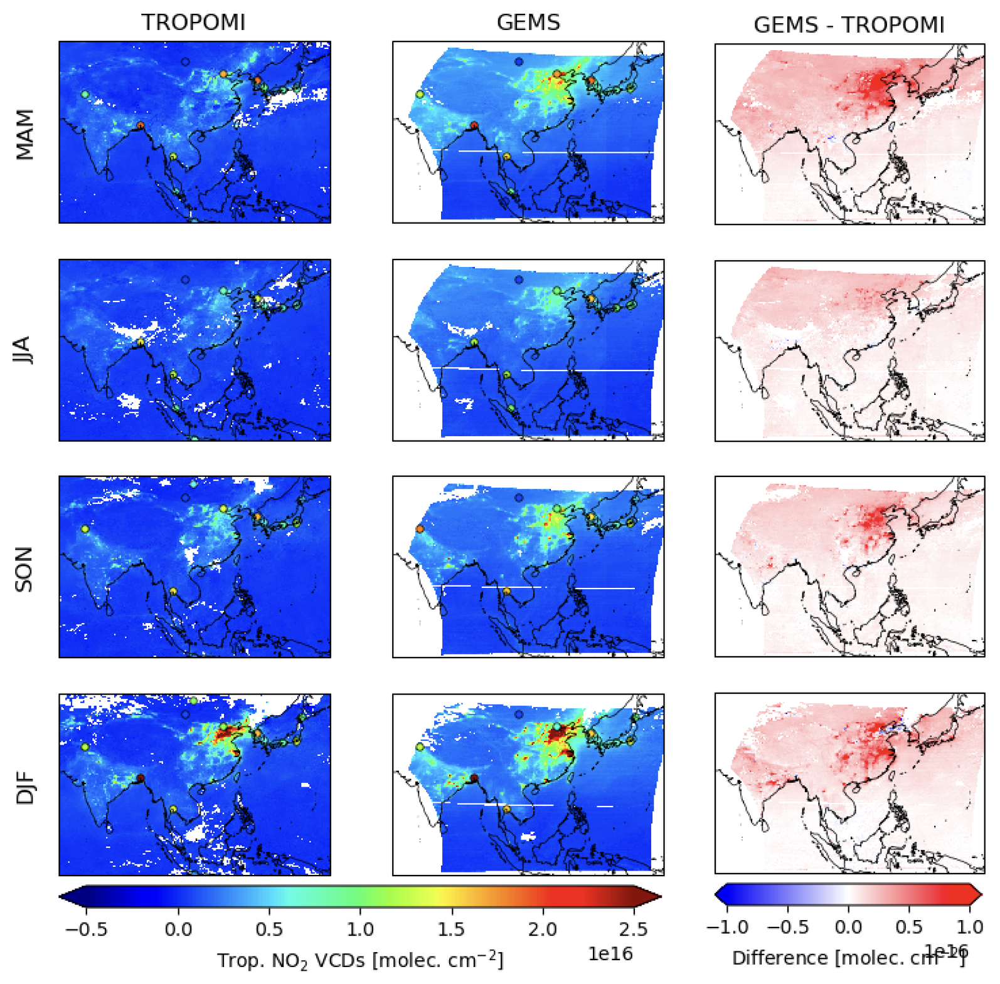 TROPOMI GEMS GEMS - TROPOMI
MAM
JJA
SON
DJF
−0.5 0.0 0.5 1.0 1.5 2.0 2.5
1e16
Trop. NO₂ VCDs [molec. cm⁻²]
−1.0 −0.5 0.0 0.5 1.0
1e16
Difference [molec. cm⁻²]